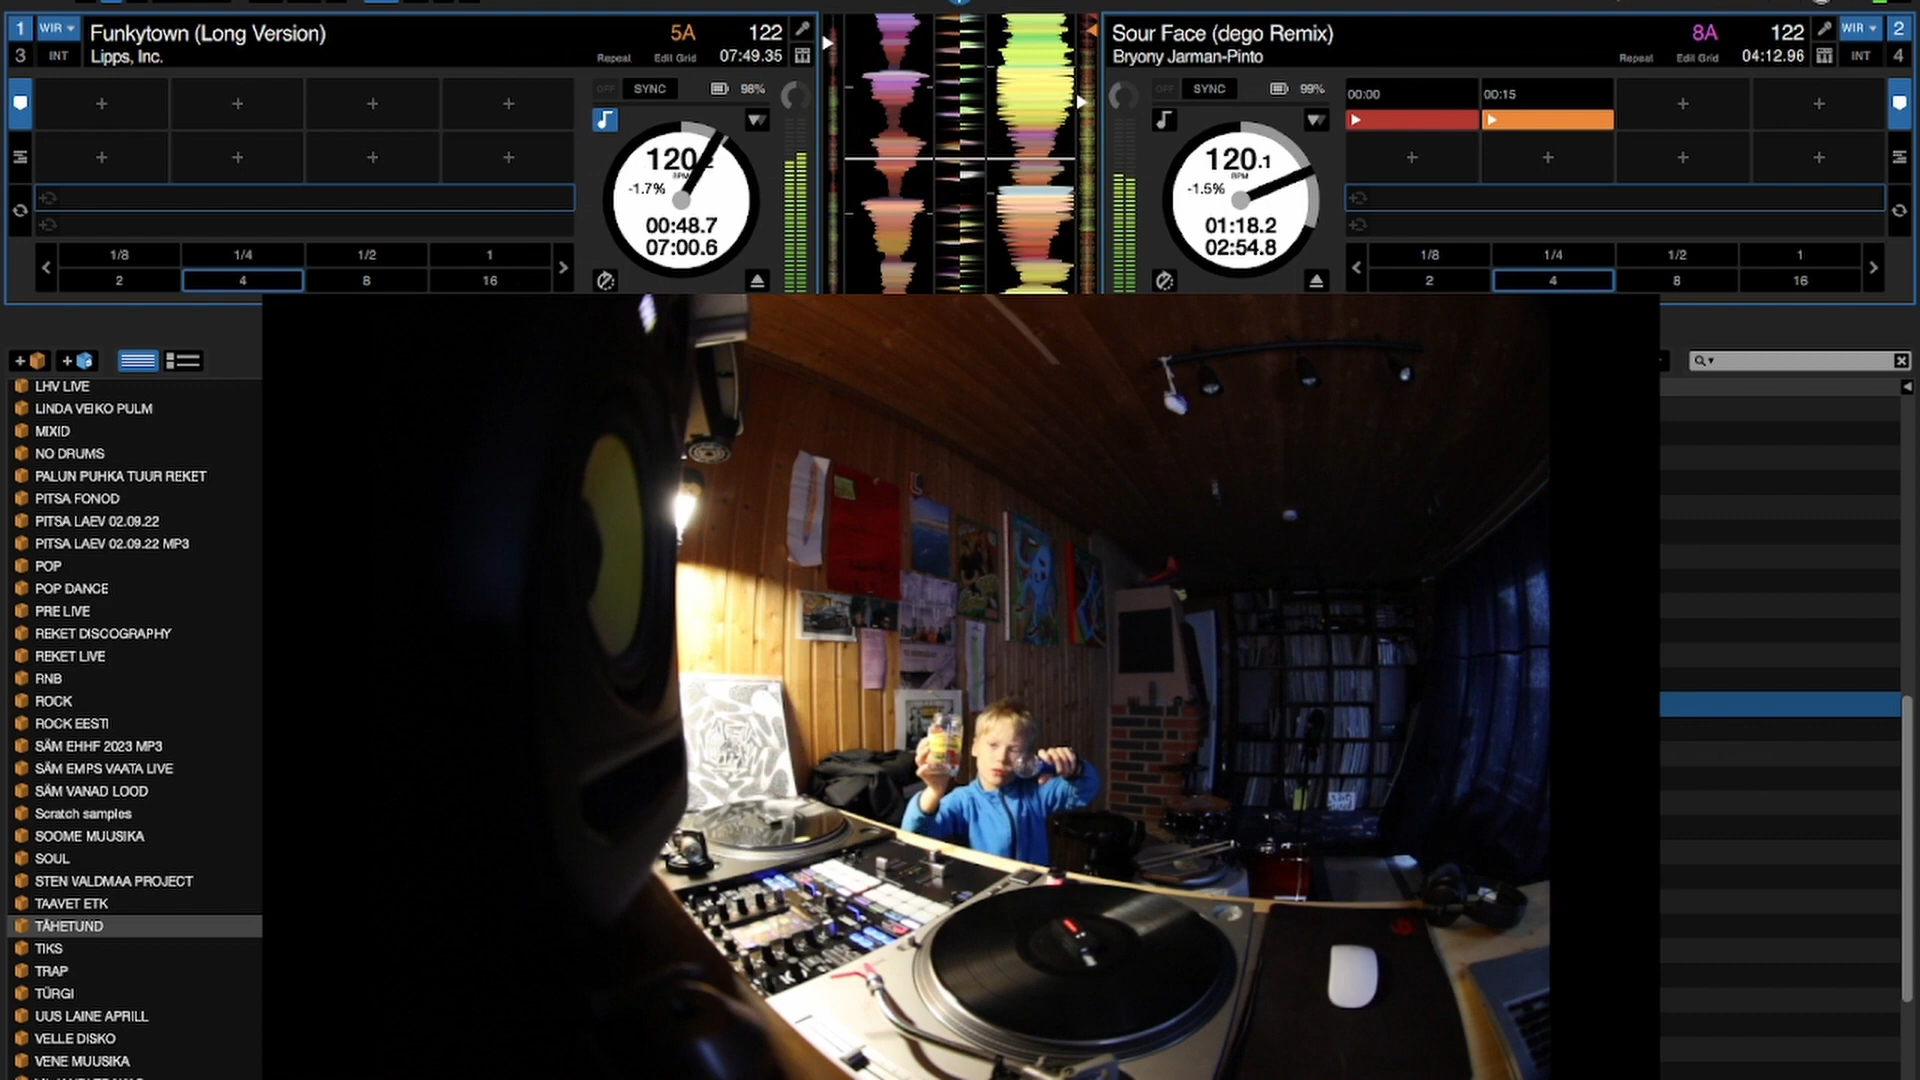 1 WIR Funkytown (Long Version) 5A 122
3 INT Lipps, Inc. Repeat Edit Grid 07:49.35
OFF SYNC 98%
120.2
BPM
-1.7%
00:48.7
07:00.6
1/8 1/4 1/2 1
2 4 8 16
Sour Face (dego Remix) 8A 122 WIR 2
Bryony Jarman-Pinto Repeat Edit Grid 04:12.96 INT 4
OFF SYNC 99%
120.1
BPM
-1.5%
01:18.2
02:54.8
00:00 00:15
1/8 1/4 1/2 1
2 4 8 16
LHV LIVE
LINDA VEIKO PULM
MIXID
NO DRUMS
PALUN PUHKA TUUR REKET
PITSA FONOD
PITSA LAEV 02.09.22
PITSA LAEV 02.09.22 MP3
POP
POP DANCE
PRE LIVE
REKET DISCOGRAPHY
REKET LIVE
RNB
ROCK
ROCK EESTI
SÄM EHHF 2023 MP3
SÄM EMPS VAATA LIVE
SÄM VANAD LOOD
Scratch samples
SOOME MUUSIKA
SOUL
STEN VALDMAA PROJECT
TAAVET ETK
TÄHETUND
TIKS
TRAP
TÜRGI
UUS LAINE APRILL
VELLE DISKO
VENE MUUSIKA